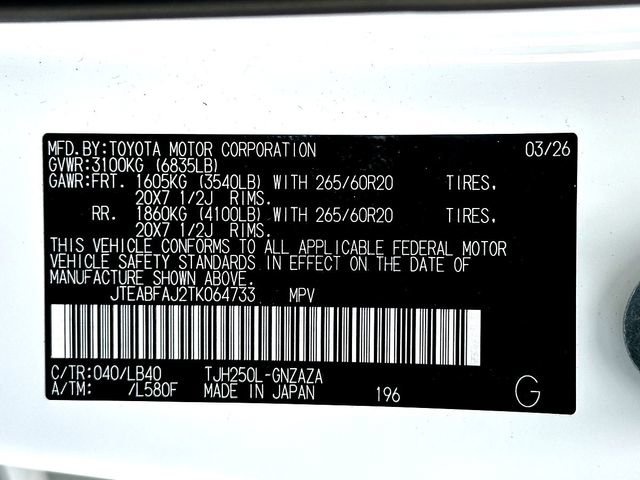 MFD.BY:TOYOTA MOTOR CORPORATION 03/26
GVWR:3100KG (6835LB)
GAWR:FRT. 1605KG (3540LB) WITH 265/60R20 TIRES,
20X7 1/2J RIMS.
RR. 1860KG (4100LB) WITH 265/60R20 TIRES,
20X7 1/2J RIMS.
THIS VEHICLE CONFORMS TO ALL APPLICABLE FEDERAL MOTOR
VEHICLE SAFETY STANDARDS IN EFFECT ON THE DATE OF
MANUFACTURE SHOWN ABOVE.
JTEABFAJ2TK064733 MPV
C/TR:040/LB40 TJH250L-GNZAZA
A/TM: /L580F MADE IN JAPAN 196 G